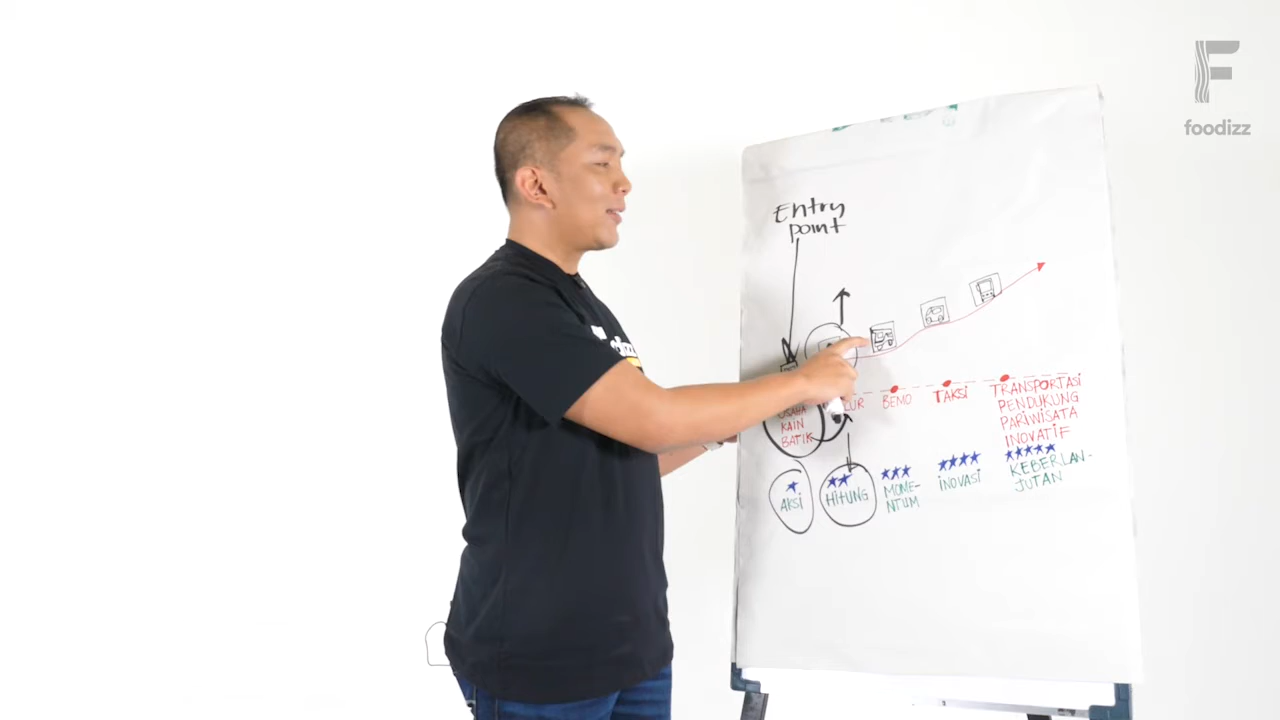 F
foodizz
Entry
point
USAHA
KAIN
BATIK
BEMO
TAKSI
TRANSPORTASI
PENDUKUNG
PARIWISATA
INOVATIF
AKSI
HITUNG
MOME-
NTUM
INOVASI
KEBERLAN-
JUTAN